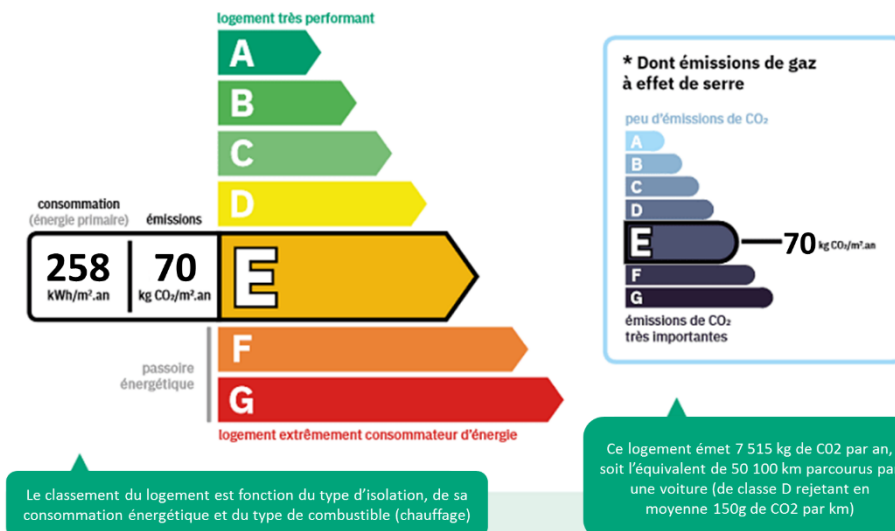 logement très performant
A
B
C
D
consommation
(énergie primaire)
émissions
258
kWh/m².an
70
kg CO₂/m².an
E
F
G
passoire
énergétique
logement extrêmement consommateur d'énergie
* Dont émissions de gaz
à effet de serre
peu d'émissions de CO₂
A
B
C
D
E
70 kg CO₂/m².an
F
G
émissions de CO₂
très importantes
Le classement du logement est fonction du type d'isolation, de sa
consommation énergétique et du type de combustible (chauffage)
Ce logement émet 7 515 kg de C02 par an,
soit l'équivalent de 50 100 km parcourus pa
une voiture (de classe D rejetant en
moyenne 150g de CO2 par km)